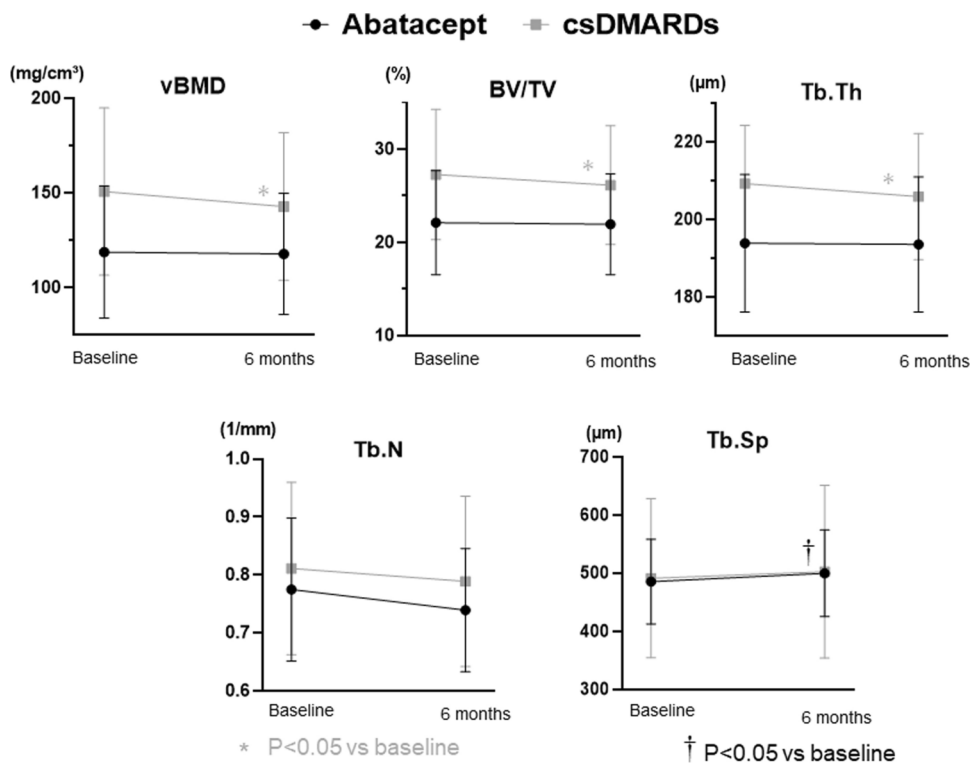 Abatacept csDMARDs
(mg/cm³) vBMD
200
150
100
Baseline 6 months
*
(%) BV/TV
30
20
10
Baseline 6 months
*
(μm) Tb.Th
220
200
180
Baseline 6 months
*
(1/mm)
Tb.N
1.0
0.9
0.8
0.7
0.6
Baseline 6 months
(μm)
Tb.Sp
700
600
500
400
300
Baseline 6 months
†
* P<0.05 vs baseline
† P<0.05 vs baseline